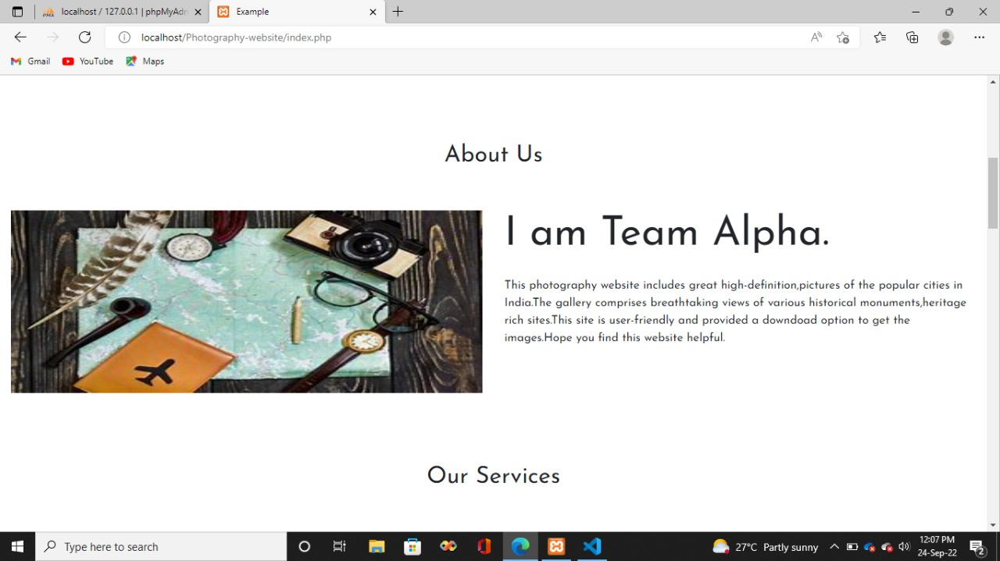 localhost / 127.0.0.1 | phpMyAdm
Example
localhost/Photography-website/index.php
Gmail
YouTube
Maps
About Us
I am Team Alpha.
This photography website includes great high-definition,pictures of the popular cities in
India.The gallery comprises breathtaking views of various historical monuments,heritage
rich sites.This site is user-friendly and provided a downdoad option to get the
images.Hope you find this website helpful.
Our Services
Type here to search
27°C Partly sunny
12:07 PM
24-Sep-22
2